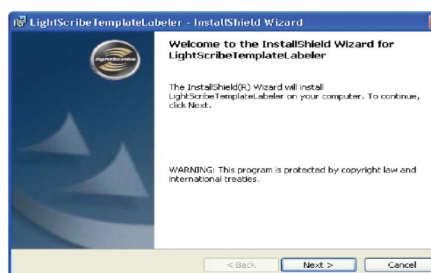 LightScribeTemplateLabeler - InstallShield Wizard
LightScribe
Welcome to the InstallShield Wizard for
LightScribeTemplateLabeler
The InstallShield(R) Wizard will install
LightScribeTemplateLabeler on your computer. To continue,
click Next.
WARNING: This program is protected by copyright law and
international treaties.
< Back
Next >
Cancel